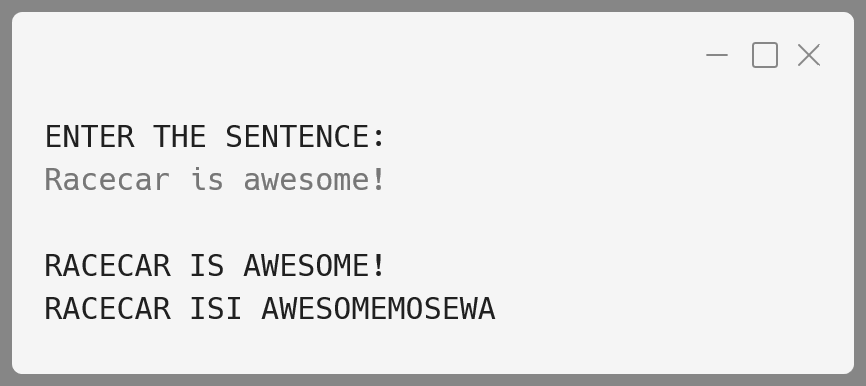 ENTER THE SENTENCE:
Racecar is awesome!
RACECAR IS AWESOME!
RACECAR ISI AWESOMEMOSEWA